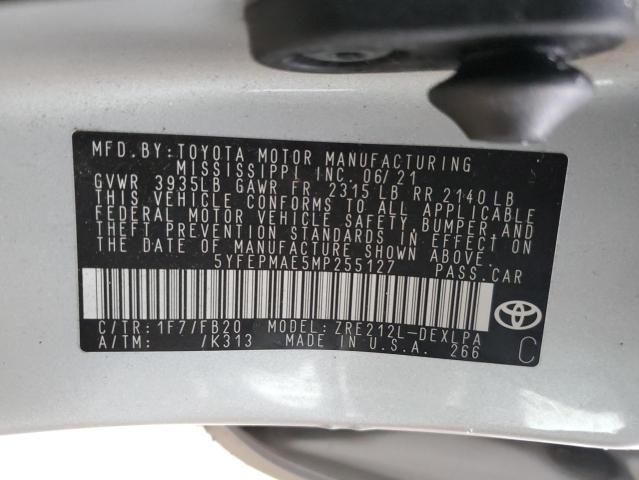 MFD. BY: TOYOTA MOTOR MANUFACTURING
MISSISSIPPI INC. 06/21
GVWR 3935LB GAWR FR 2315 LB RR 2140 LB
THIS VEHICLE CONFORMS TO ALL APPLICABLE
FEDERAL MOTOR VEHICLE SAFETY, BUMPER, AND
THEFT PREVENTION STANDARDS IN EFFECT ON
THE DATE OF MANUFACTURE SHOWN ABOVE.
5YFEPMAE5MP255127 PASS.CAR
C/TR: 1F7/FB20 MODEL: ZRE212L-DEXLPA
A/TM: /K313 MADE IN U.S.A. 266
TOYOTA
C